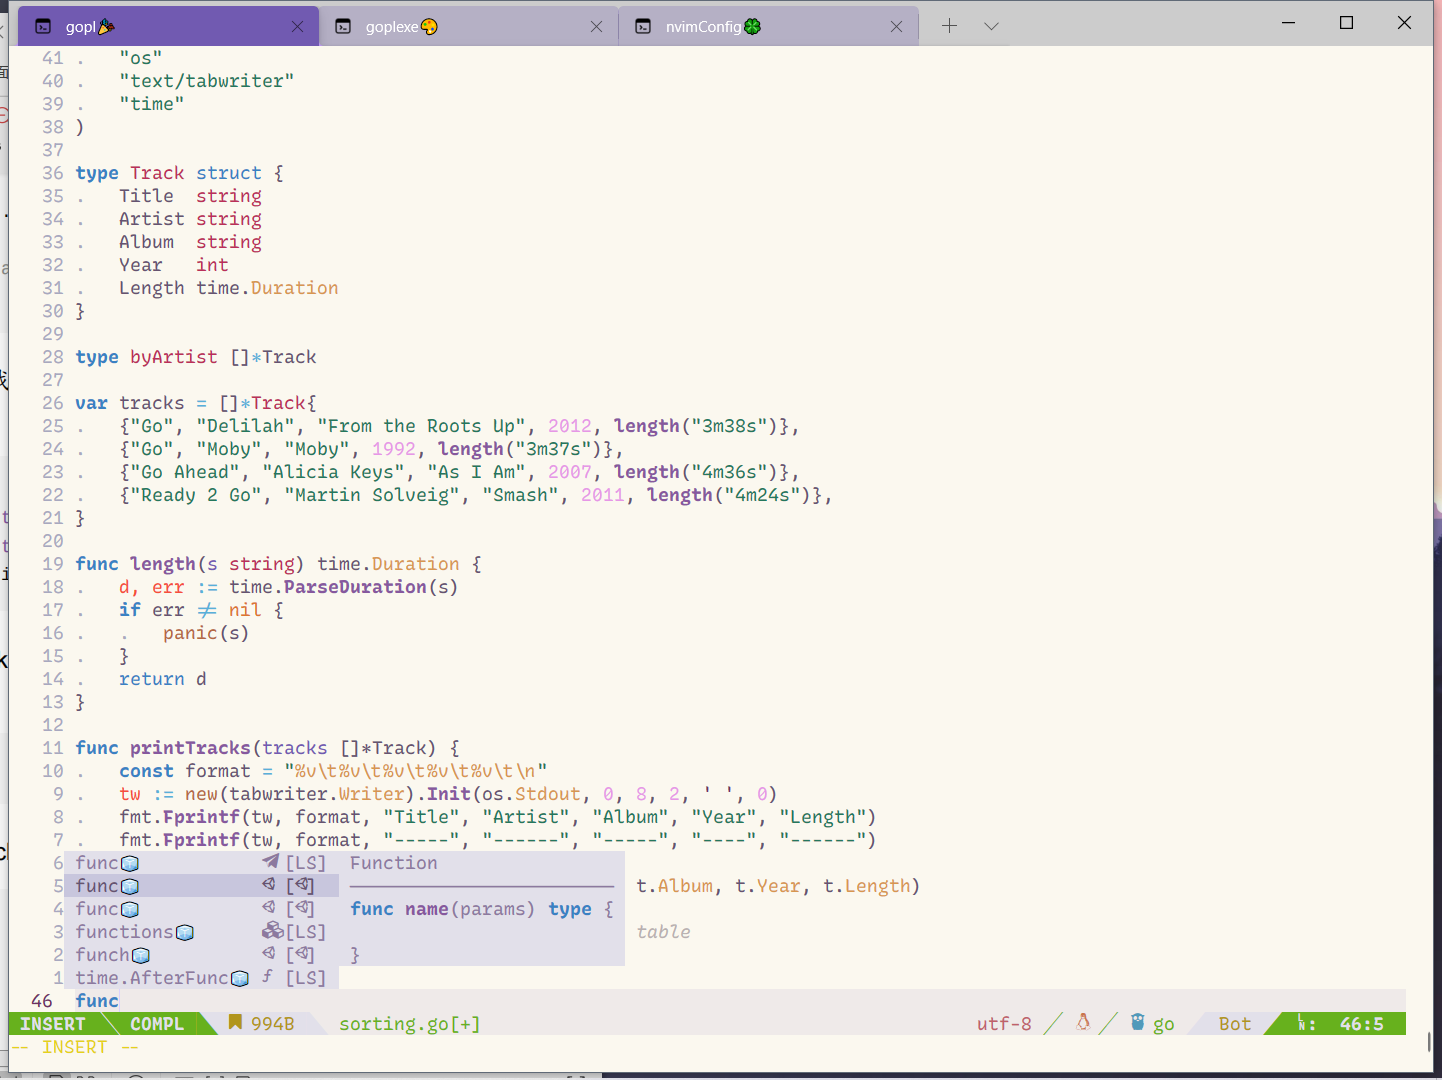 gopl
goplexe
nvimConfig
41 . "os"
40 . "text/tabwriter"
39 . "time"
38 )
37
36 type Track struct {
35 . Title string
34 . Artist string
33 . Album string
32 . Year int
31 . Length time.Duration
30 }
29
28 type byArtist []*Track
27
26 var tracks = []*Track{
25 . {"Go", "Delilah", "From the Roots Up", 2012, length("3m38s")},
24 . {"Go", "Moby", "Moby", 1992, length("3m37s")},
23 . {"Go Ahead", "Alicia Keys", "As I Am", 2007, length("4m36s")},
22 . {"Ready 2 Go", "Martin Solveig", "Smash", 2011, length("4m24s")},
21 }
20
19 func length(s string) time.Duration {
18 . d, err := time.ParseDuration(s)
17 . if err ≠ nil {
16 . . panic(s)
15 . }
14 . return d
13 }
12
11 func printTracks(tracks []*Track) {
10 . const format = "%v\t%v\t%v\t%v\t%v\t\n"
9 . tw := new(tabwriter.Writer).Init(os.Stdout, 0, 8, 2, ' ', 0)
8 . fmt.Fprintf(tw, format, "Title", "Artist", "Album", "Year", "Length")
7 . fmt.Fprintf(tw, format, "-----", "------", "-----", "----", "------")
6 func [LS] Function
5 func [] t.Album, t.Year, t.Length)
4 func [] func name(params) type {
3 functions [LS] table
2 funch [] }
1 time.AfterFunc f [LS]
46 func
INSERT COMPL 994B sorting.go[+] utf-8 go Bot LN: 46:5
-- INSERT --